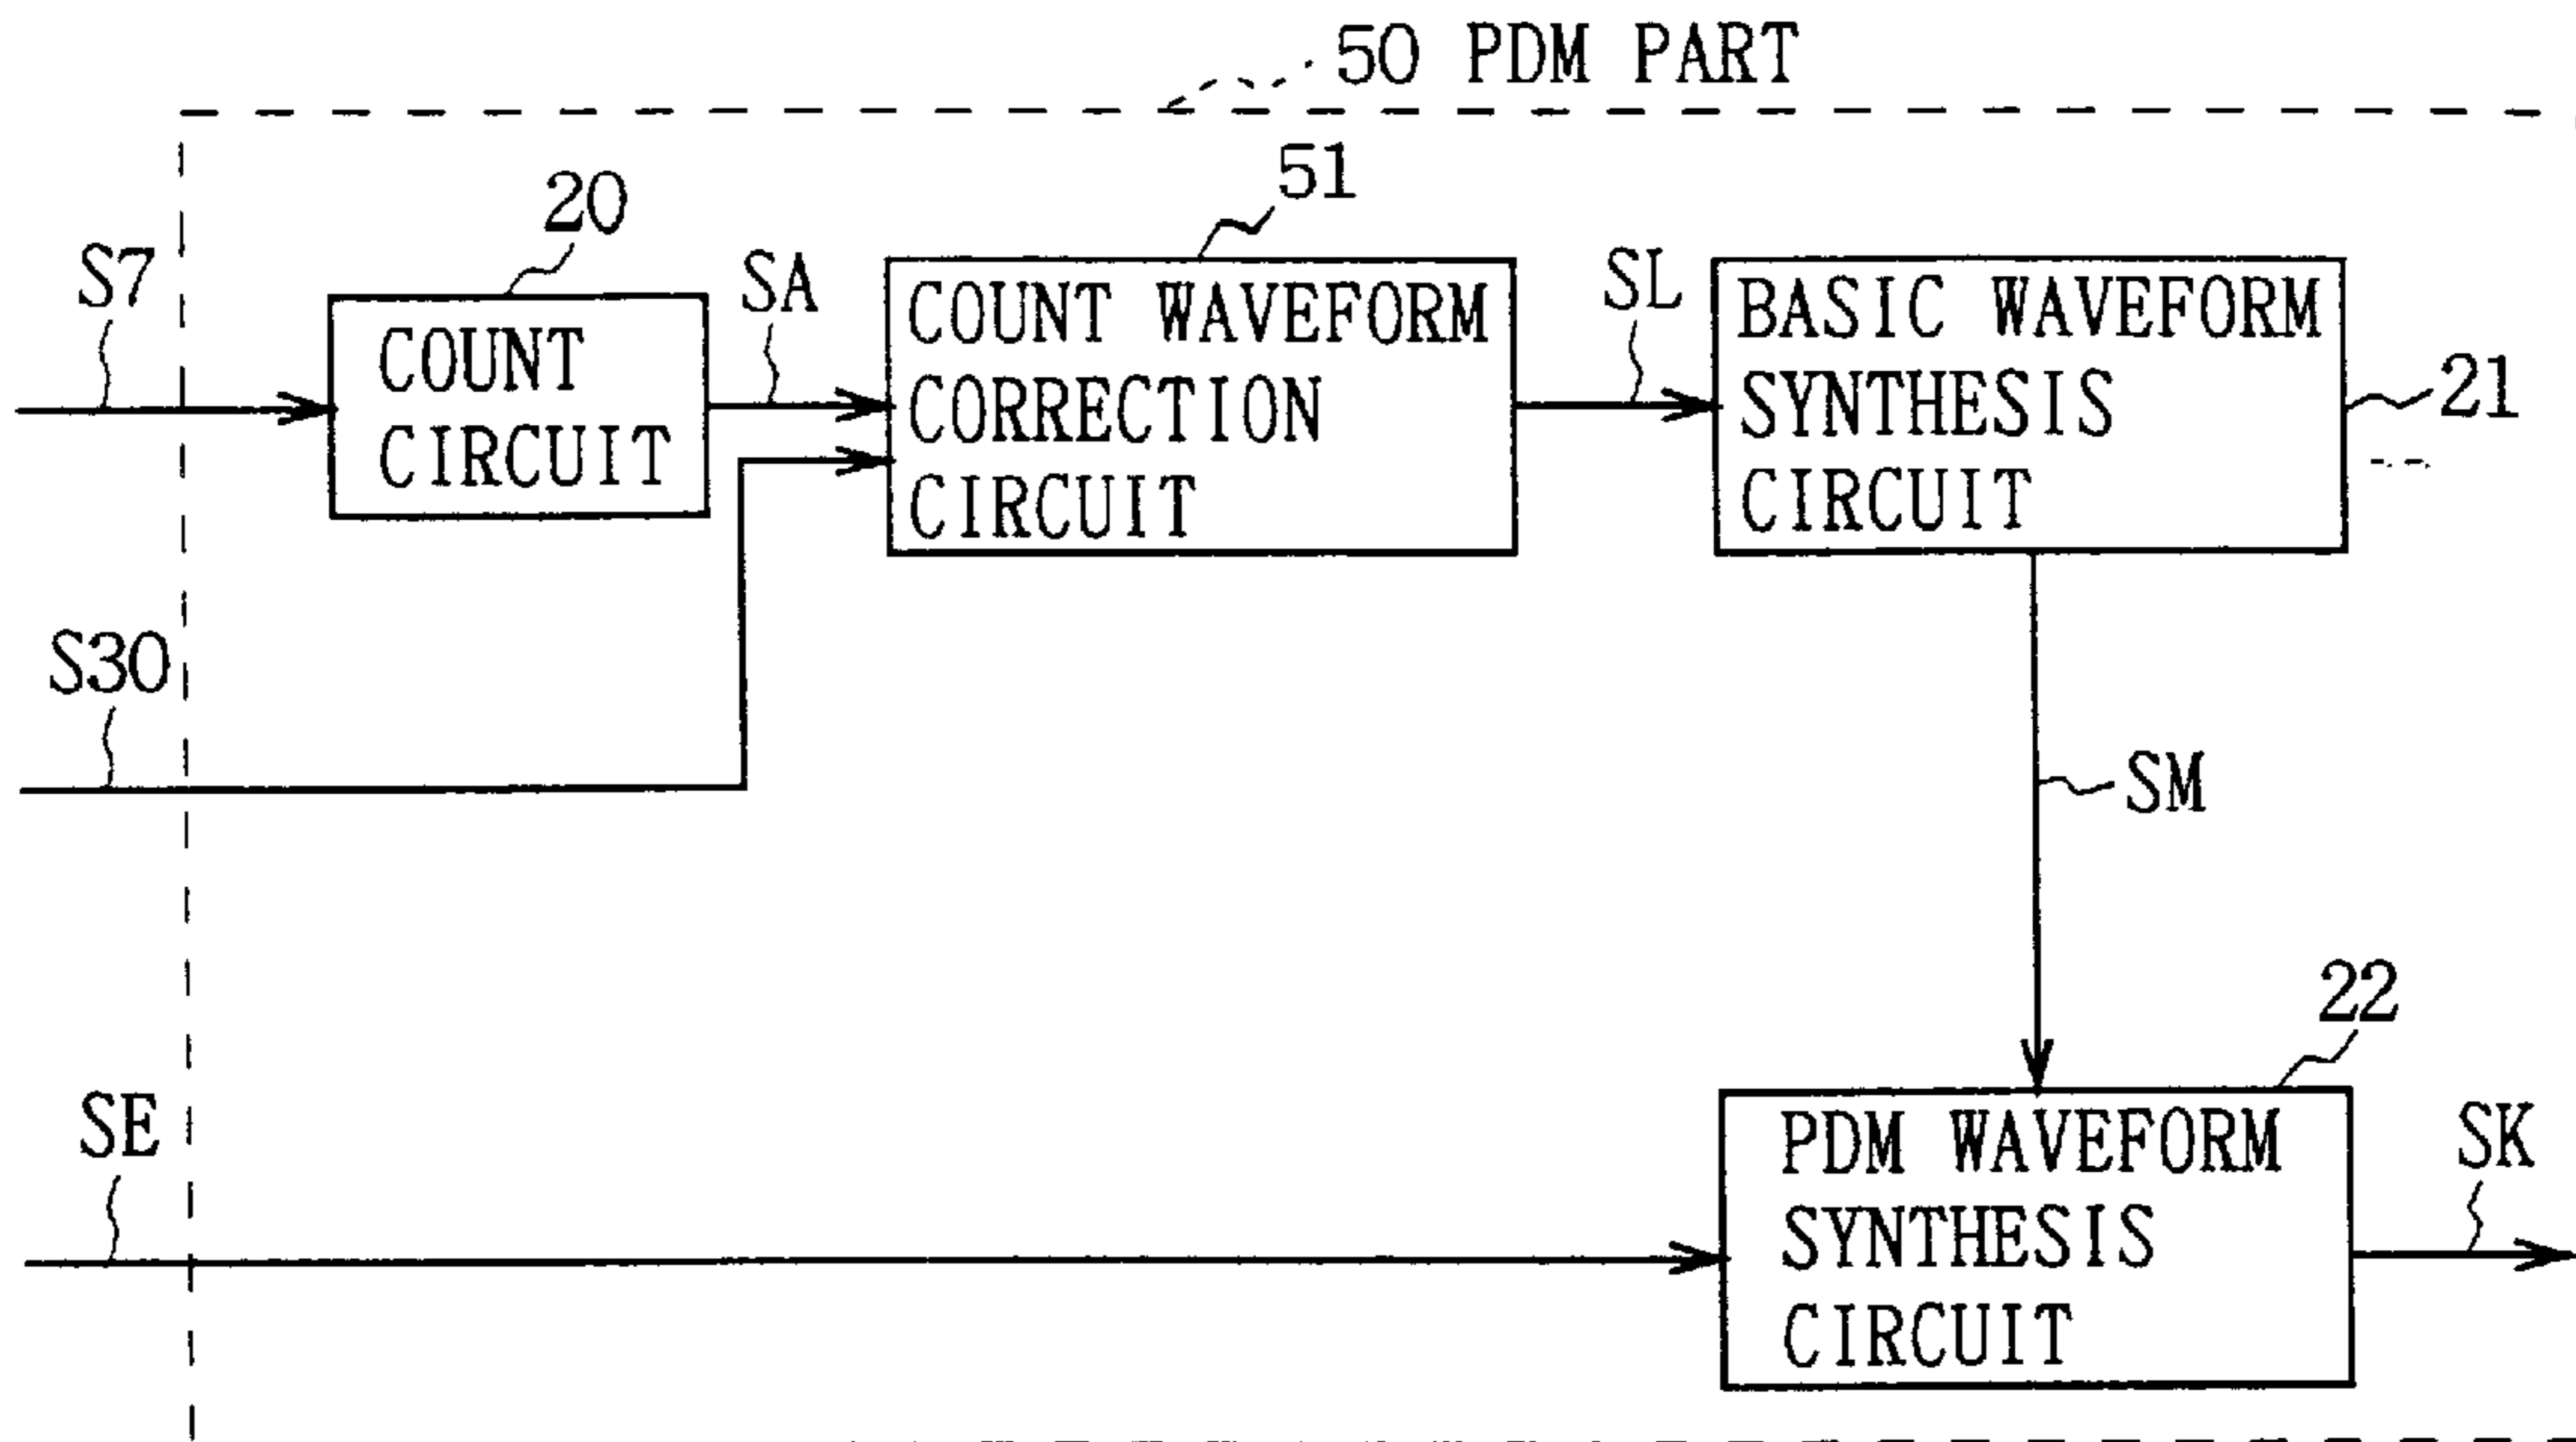 50 PDM PART
51
20
S7
SA
SL
COUNT
CIRCUIT
COUNT WAVEFORM
CORRECTION
CIRCUIT
BASIC WAVEFORM
SYNTHESIS
CIRCUIT
21
S30
SM
22
SE
PDM WAVEFORM
SYNTHESIS
CIRCUIT
SK